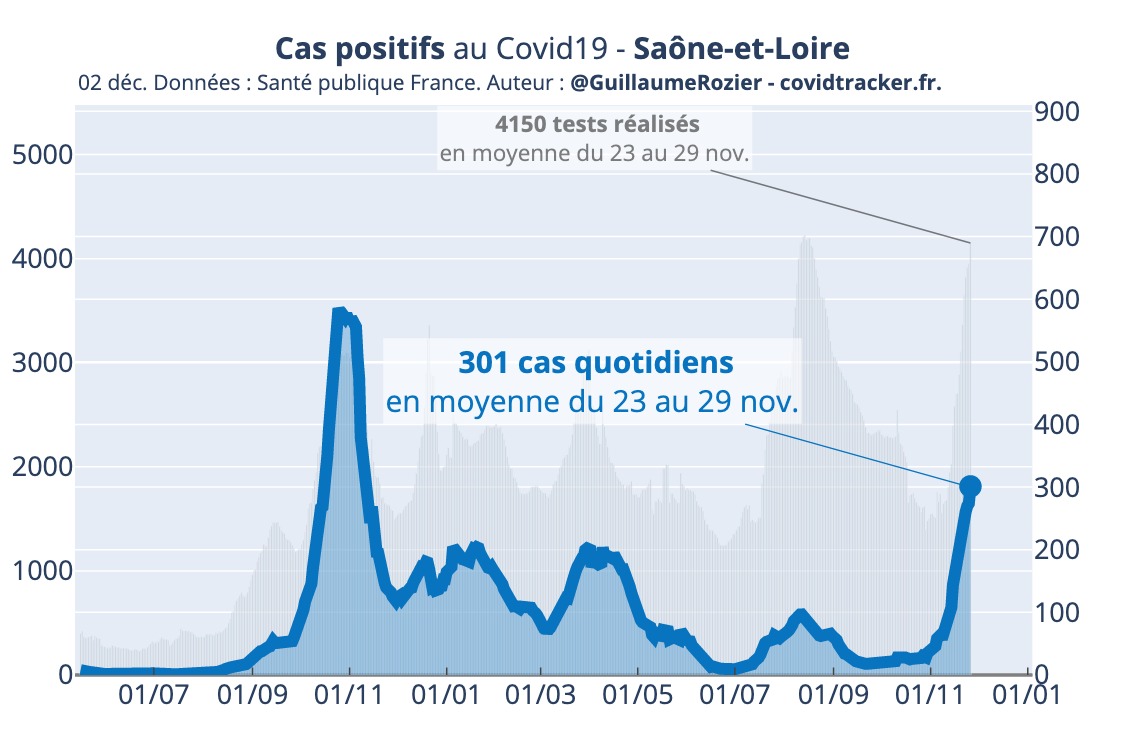 Cas positifs au Covid19 - Saône-et-Loire
02 déc. Données : Santé publique France. Auteur : @GuillaumeRozier - covidtracker.fr.
4150 tests réalisés
en moyenne du 23 au 29 nov.
301 cas quotidiens
en moyenne du 23 au 29 nov.
5000
4000
3000
2000
1000
0
900
800
700
600
500
400
300
200
100
0
01/07 01/09 01/11 01/01 01/03 01/05 01/07 01/09 01/11 01/01